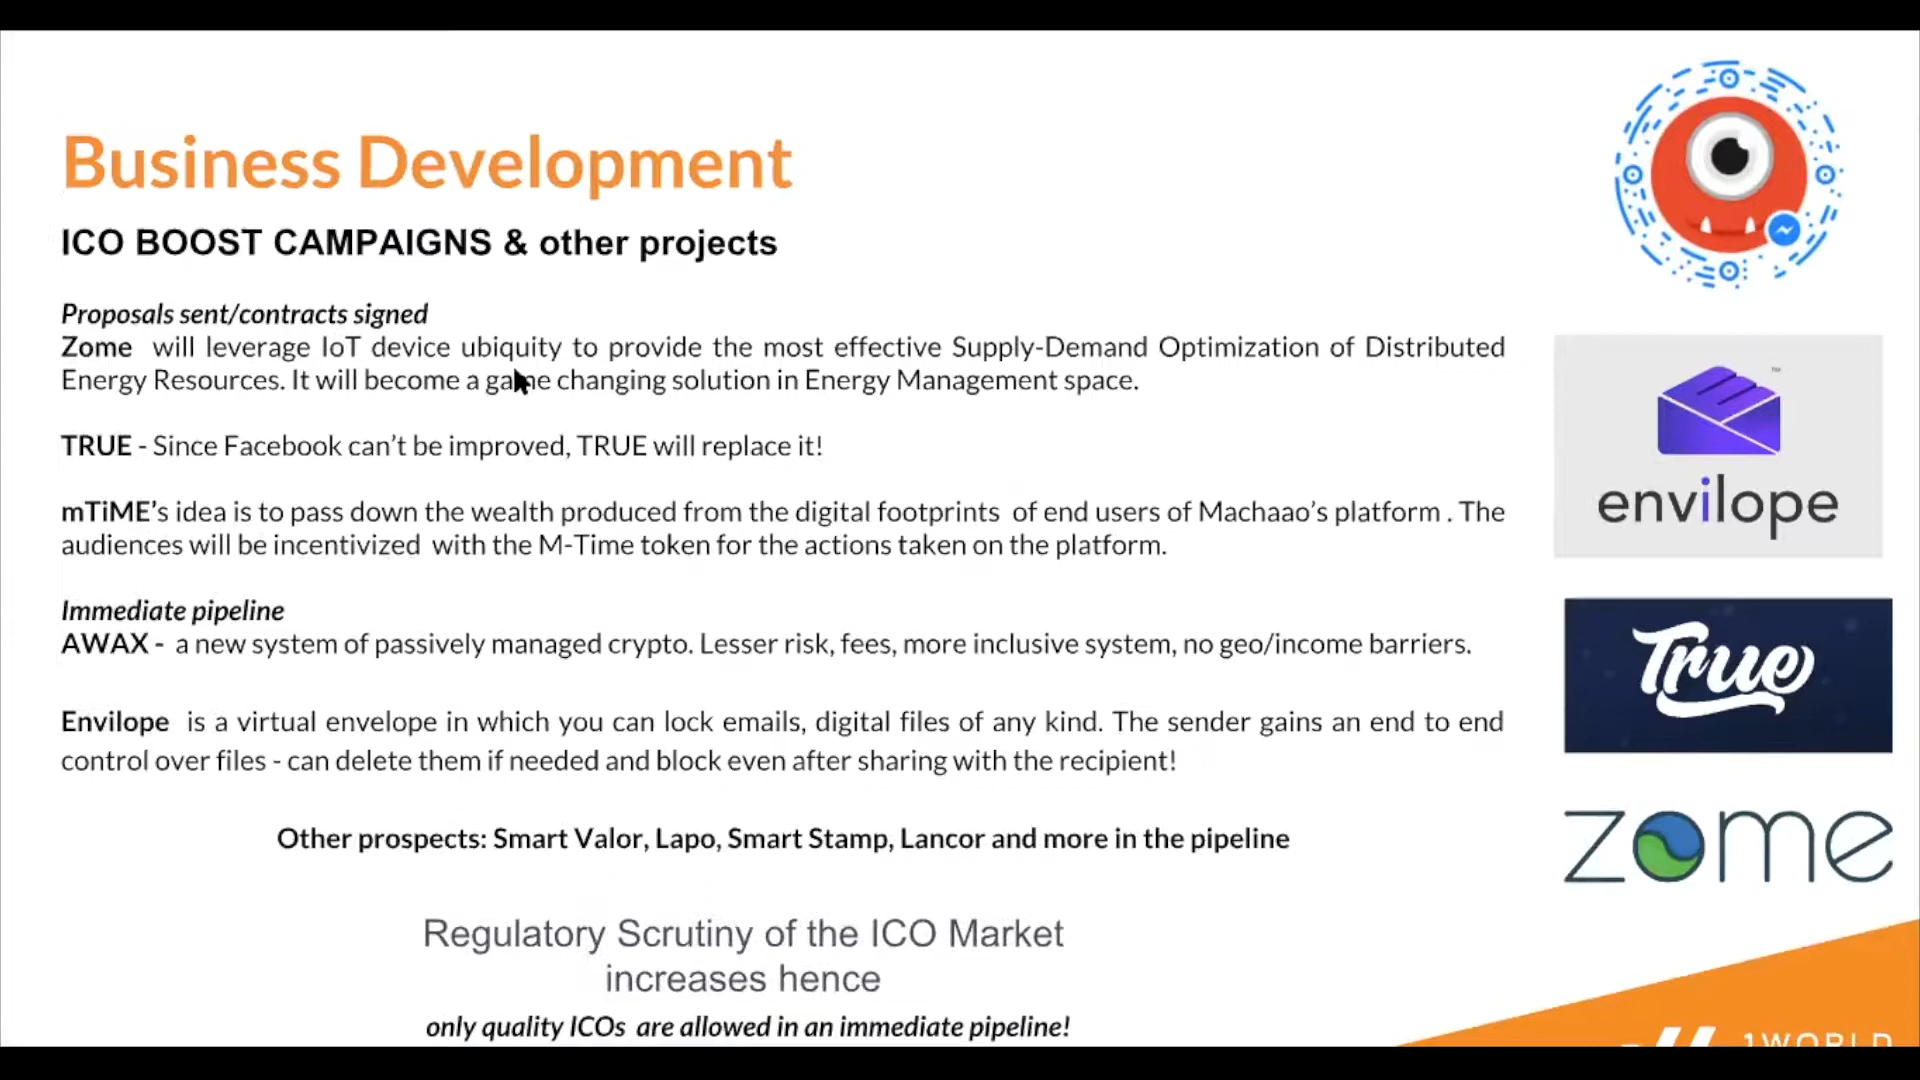 Business Development
ICO BOOST CAMPAIGNS & other projects
Proposals sent/contracts signed
Zome will leverage IoT device ubiquity to provide the most effective Supply-Demand Optimization of Distributed
Energy Resources. It will become a game changing solution in Energy Management space.
TRUE - Since Facebook can't be improved, TRUE will replace it!
mTiME's idea is to pass down the wealth produced from the digital footprints of end users of Machaao's platform . The
audiences will be incentivized with the M-Time token for the actions taken on the platform.
Immediate pipeline
AWAX - a new system of passively managed crypto. Lesser risk, fees, more inclusive system, no geo/income barriers.
Envilope is a virtual envelope in which you can lock emails, digital files of any kind. The sender gains an end to end
control over files - can delete them if needed and block even after sharing with the recipient!
Other prospects: Smart Valor, Lapo, Smart Stamp, Lancor and more in the pipeline
Regulatory Scrutiny of the ICO Market
increases hence
only quality ICOs are allowed in an immediate pipeline!
envilope
True
zome
1WORLD